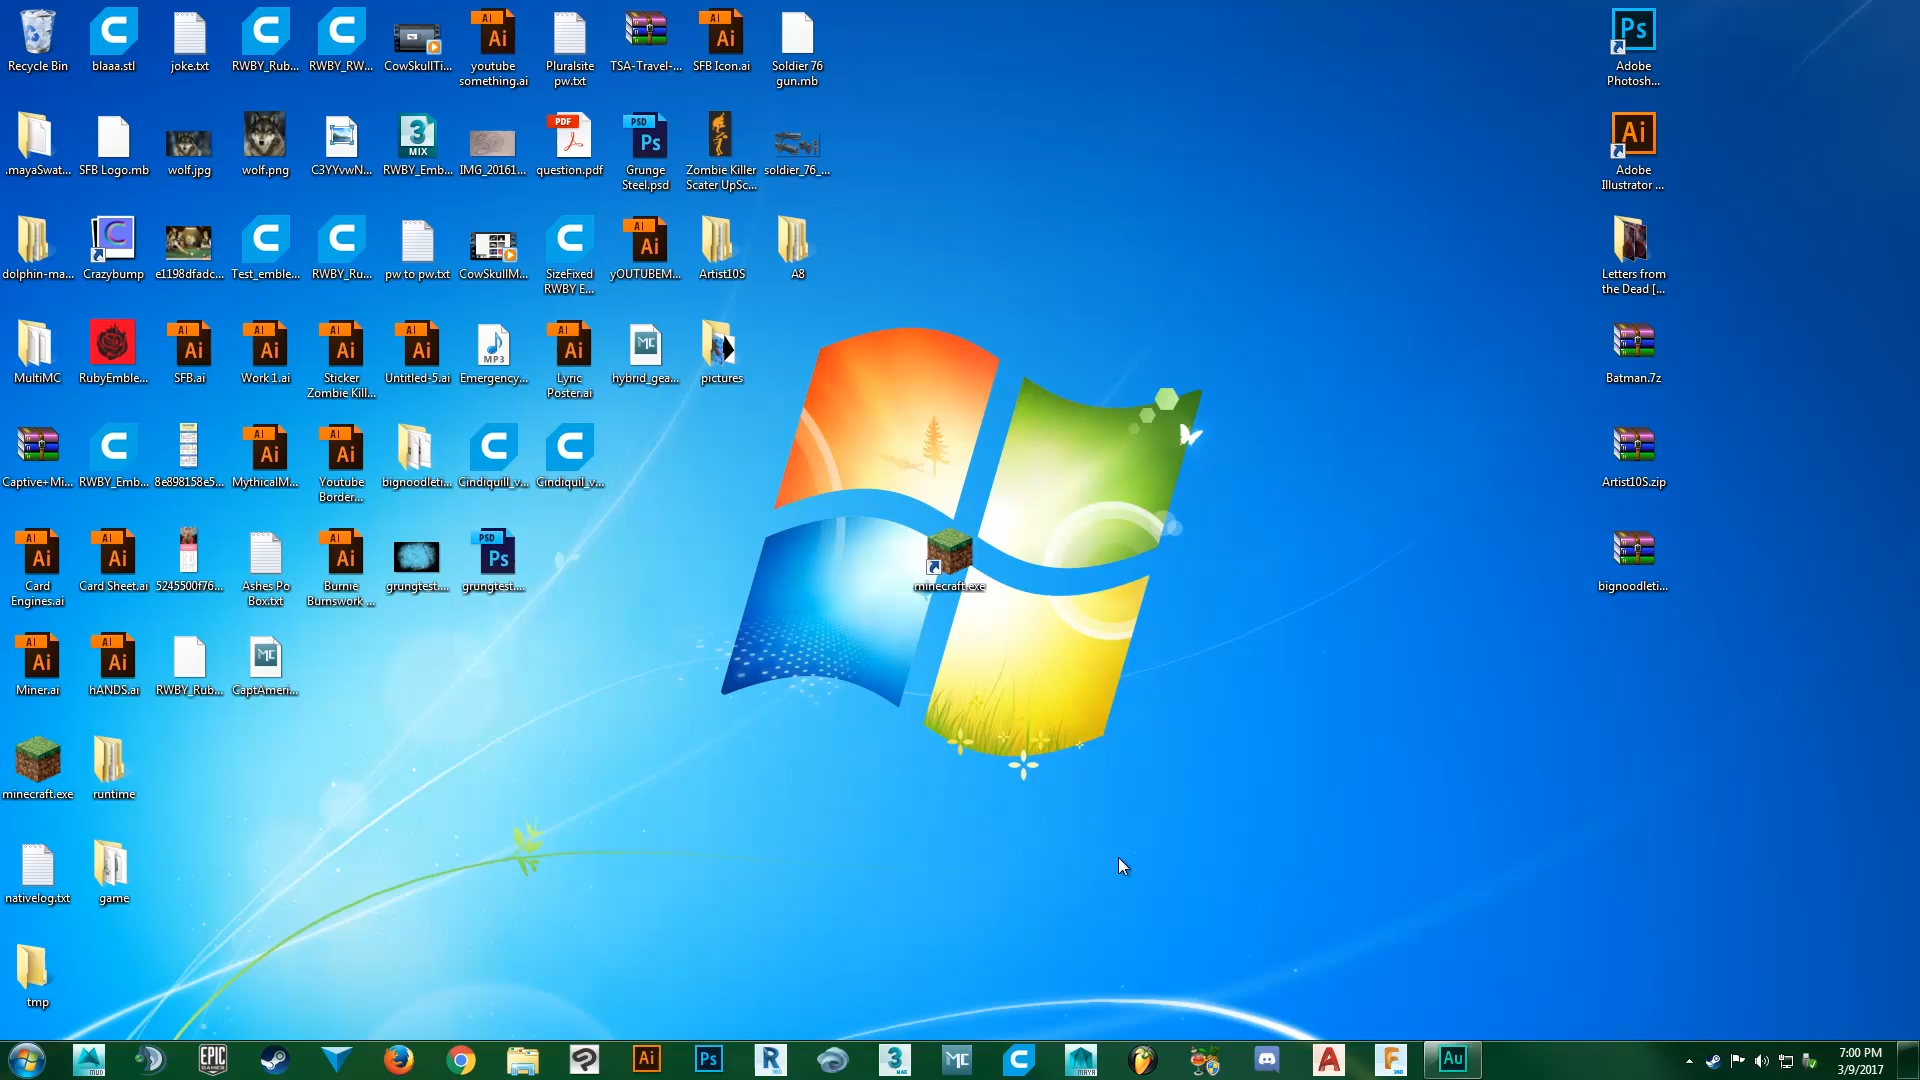 Recycle Bin
blaaa.stl
joke.txt
RWBY_Rub...
RWBY_RW...
CowSkullTi...
youtube
something.ai
Pluralsite
pw.txt
TSA-Travel-...
SFB Icon.ai
Soldier 76
gun.mb
Adobe
Photosh...
.mayaSwat...
SFB Logo.mb
wolf.jpg
wolf.png
C3YYvwN...
RWBY_Emb...
IMG_20161...
question.pdf
Grunge
Steel.psd
Zombie Killer
Scater UpSc...
soldier_76_...
Adobe
Illustrator ...
dolphin-ma...
Crazybump
e1198dfadc...
Test_emble...
RWBY_Ru...
pw to pw.txt
CowSkullM...
SizeFixed
RWBY E...
yOUTUBEM...
Artist10S
A8
Letters from
the Dead [...
MultiMC
RubyEmble...
SFB.ai
Work 1.ai
Sticker
Zombie Kill...
Untitled-5.ai
Emergency...
Lyric
Poster.ai
hybrid_gea...
pictures
Batman.7z
Captive+Mi...
RWBY_Emb...
8e898158e5...
MythicalM...
Youtube
Border...
bignoodleti...
Cindiquill_v...
Cindiquil_v...
Artist10S.zip
Card
Engines.ai
Card Sheet.ai
5245500f76...
Ashes Po
Box.txt
Burnie
Burnswork ...
grungtest....
grungtest....
minecraft.exe
bignoodleti...
Miner.ai
hANDS.ai
RWBY_Rub...
CaptAmeri...
minecraft.exe
runtime
nativelog.txt
game
tmp
7:00 PM
3/9/2017